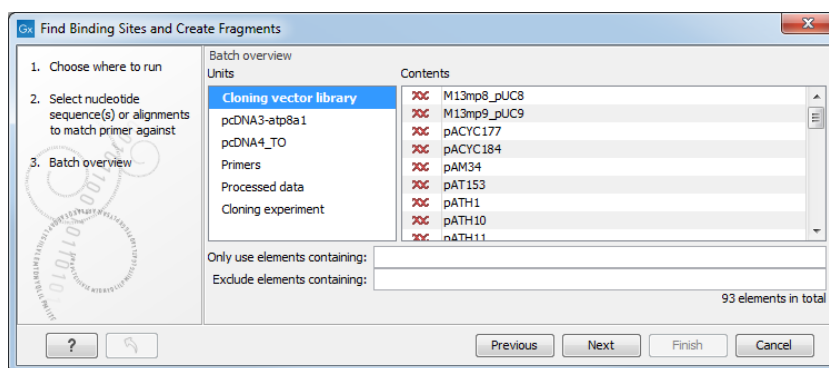 Gx Find Binding Sites and Create Fragments
1. Choose where to run
2. Select nucleotide
sequence(s) or alignments
to match primer against
3. Batch overview
Batch overview
Units
Cloning vector library
pcDNA3-atp8a1
pcDNA4_TO
Primers
Processed data
Cloning experiment
Contents
M13mp8_pUC8
M13mp9_pUC9
pACYC177
pACYC184
pAM34
pAT153
pATH1
pATH10
pATH11
Only use elements containing:
Exclude elements containing:
93 elements in total
?
Previous
Next
Finish
Cancel